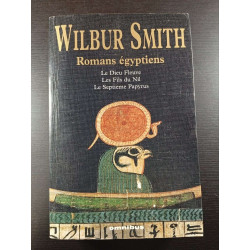 WILBUR SMITH
Romans égyptiens
Le Dieu Fleuve
Les Fils du Nil
Le Septième Papyrus
omnibus